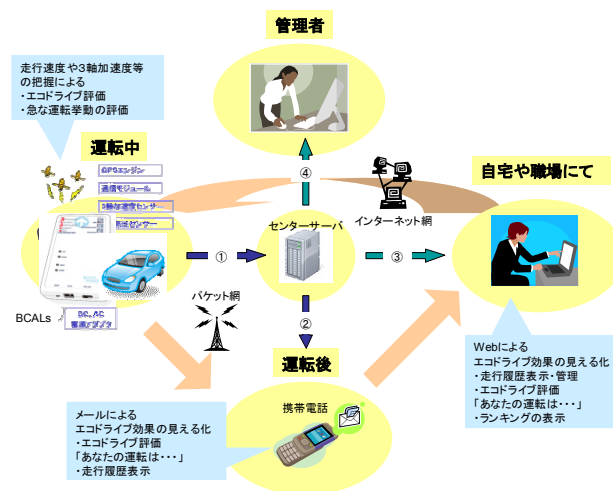 管理者
走行速度や3軸加速度等
の把握による
・エコドライブ評価
・急な運転挙動の評価
運転中
GPSエンジン
通信モジュール
3軸加速度センサー
④
自宅や職場にて
センターサーバ
インターネット網
①
③
BCALs
DC、AC
電源アダプタ
パケット網
②
運転後
携帯電話
メールによる
エコドライブ効果の見える化
・エコドライブ評価
「あなたの運転は・・・」
・走行履歴表示
Webによる
エコドライブ効果の見える化
・走行履歴表示・管理
・エコドライブ評価
「あなたの運転は・・・」
・ランキングの表示